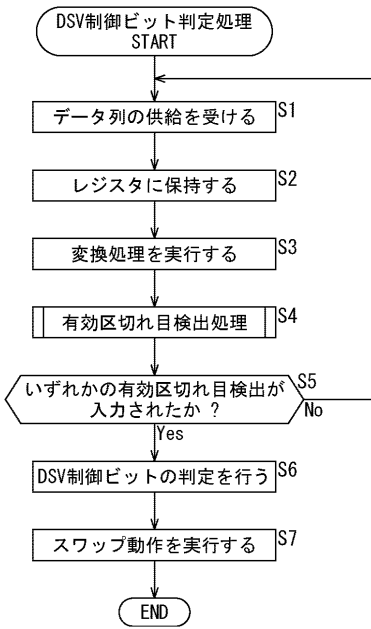 DSV制御ビット判定処理
START
データ列の供給を受ける
S1
レジスタに保持する
S2
変換処理を実行する
S3
有効区切れ目検出処理
S4
いずれかの有効区切れ目検出が
入力されたか ?
S5
No
Yes
DSV制御ビットの判定を行う
S6
スワップ動作を実行する
S7
END